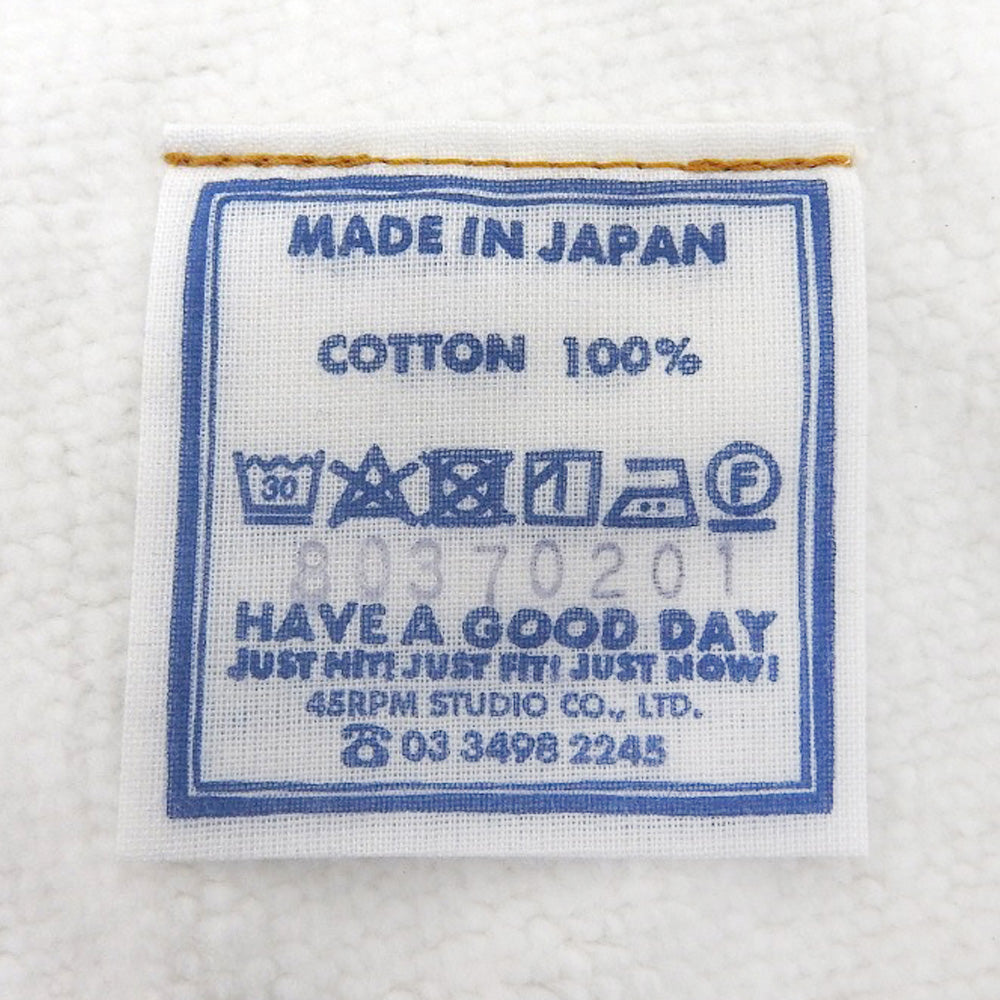 MADE IN JAPAN
COTTON 100%
30 1 F
80370201
HAVE A GOOD DAY
JUST HIT! JUST FIT! JUST NOW!
45RPM STUDIO CO., LTD.
☎ 03 3498 2245